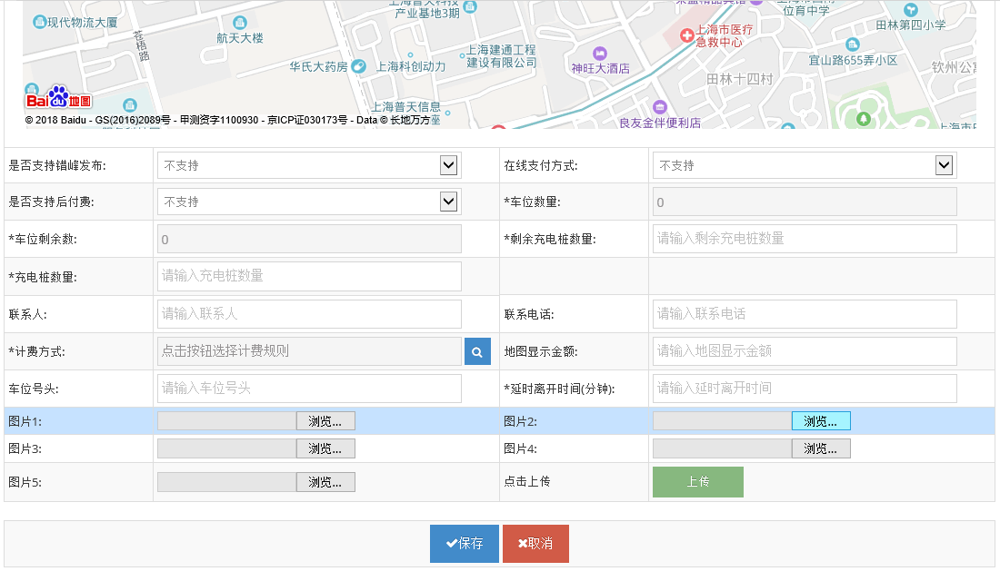 上海普天科技
产业基地3期
现代物流大厦
航天大楼
苍梧路
华氏大药房
上海科创动力
上海建通工程
建设有限公司
神旺大酒店
上海市医疗
急救中心
位育中学
田林第四小学
宜山路655弄小区
田林十四村
钦州公寓
Bai du 地图
上海普天信息
良友金伴便利店
© 2018 Baidu - GS(2016)2089号 - 甲测资字1100930 - 京ICP证030173号 - Data © 长地万方
是否支持错峰发布: 不支持 在线支付方式: 不支持
是否支持后付费: 不支持 *车位数量: 0
*车位剩余数: 0 *剩余充电桩数量: 请输入剩余充电桩数量
*充电桩数量: 请输入充电桩数量
联系人: 请输入联系人 联系电话: 请输入联系电话
*计费方式: 点击按钮选择计费规则 地图显示金额: 请输入地图显示金额
车位号头: 请输入车位号头 *延时离开时间(分钟): 请输入延时离开时间
图片1: 浏览... 图片2: 浏览...
图片3: 浏览... 图片4: 浏览...
图片5: 浏览... 点击上传 上传
保存 取消